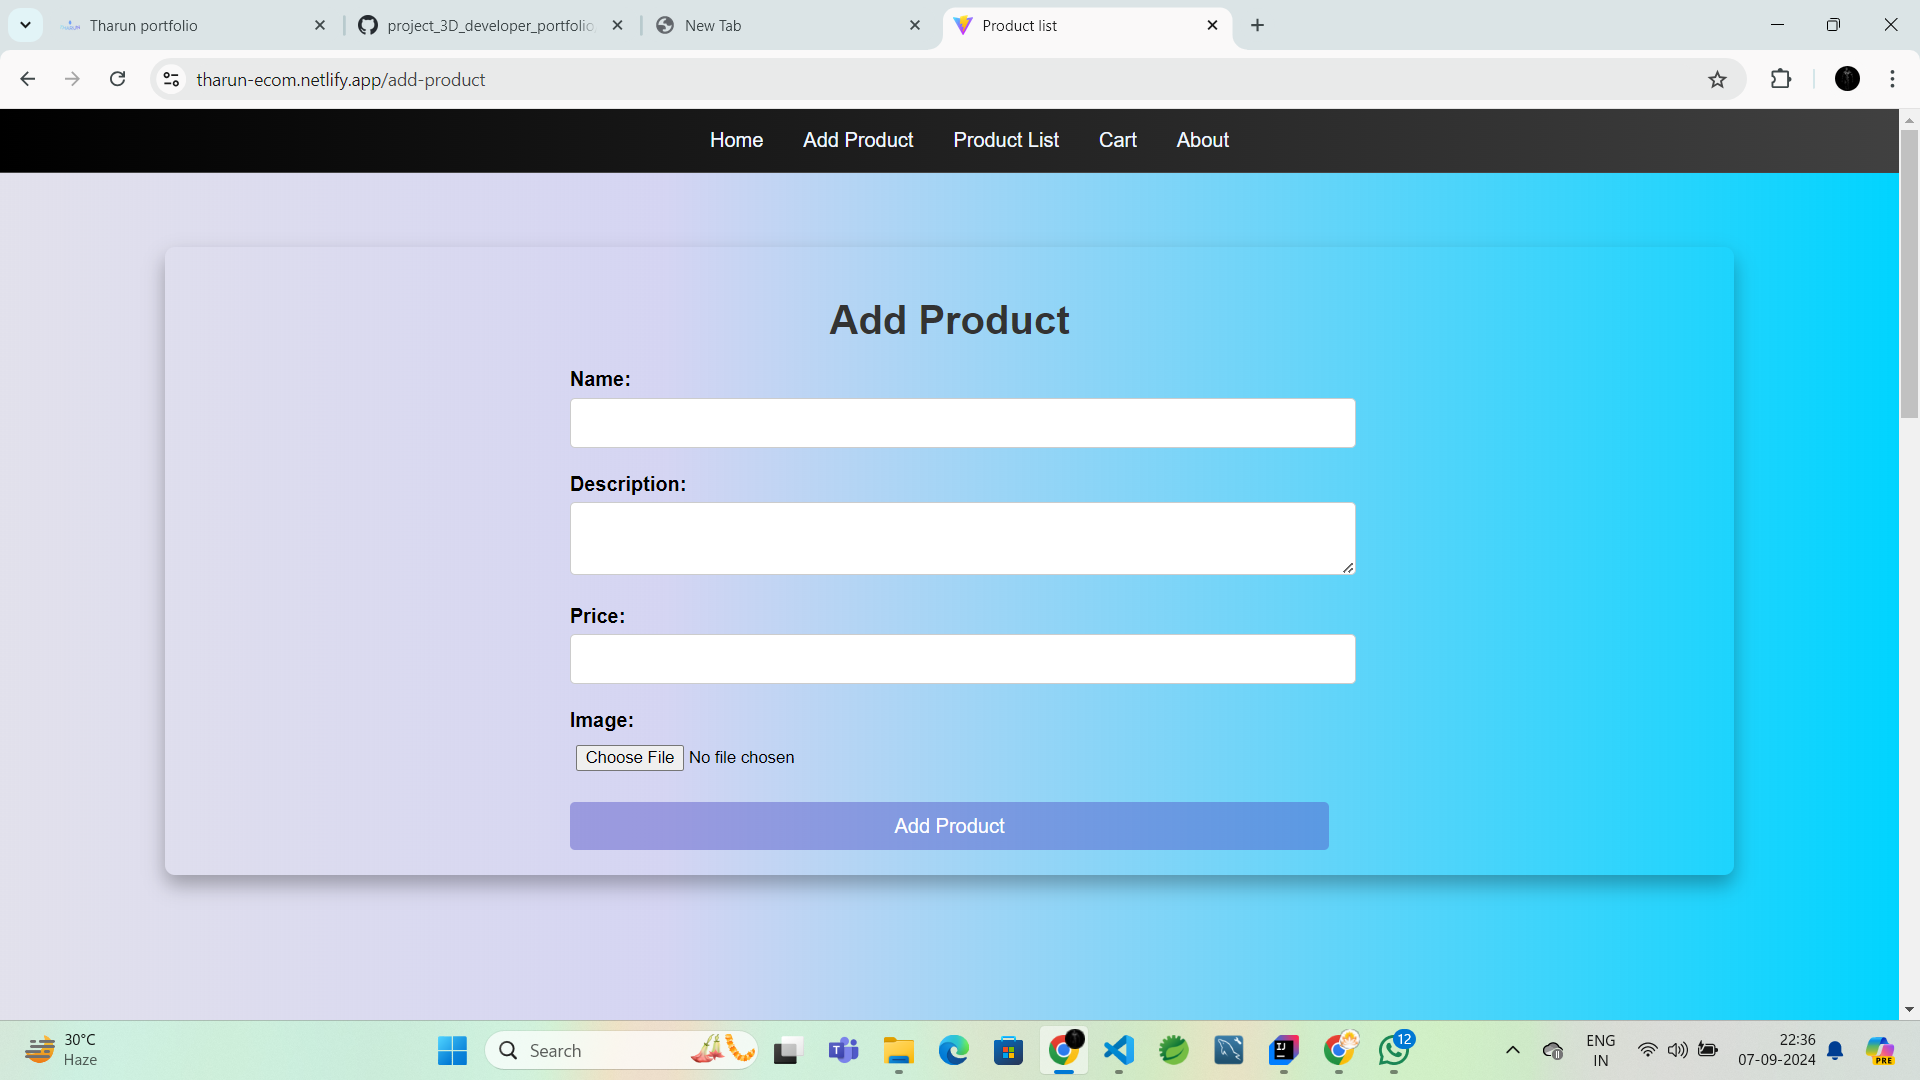 Tharun portfolio
project_3D_developer_portfolio
New Tab
Product list
tharun-ecom.netlify.app/add-product
Home
Add Product
Product List
Cart
About
Add Product
Name:
Description:
Price:
Image:
Choose File No file chosen
Add Product
30°C
Haze
Search
12
ENG
IN
22:36
07-09-2024
PRE